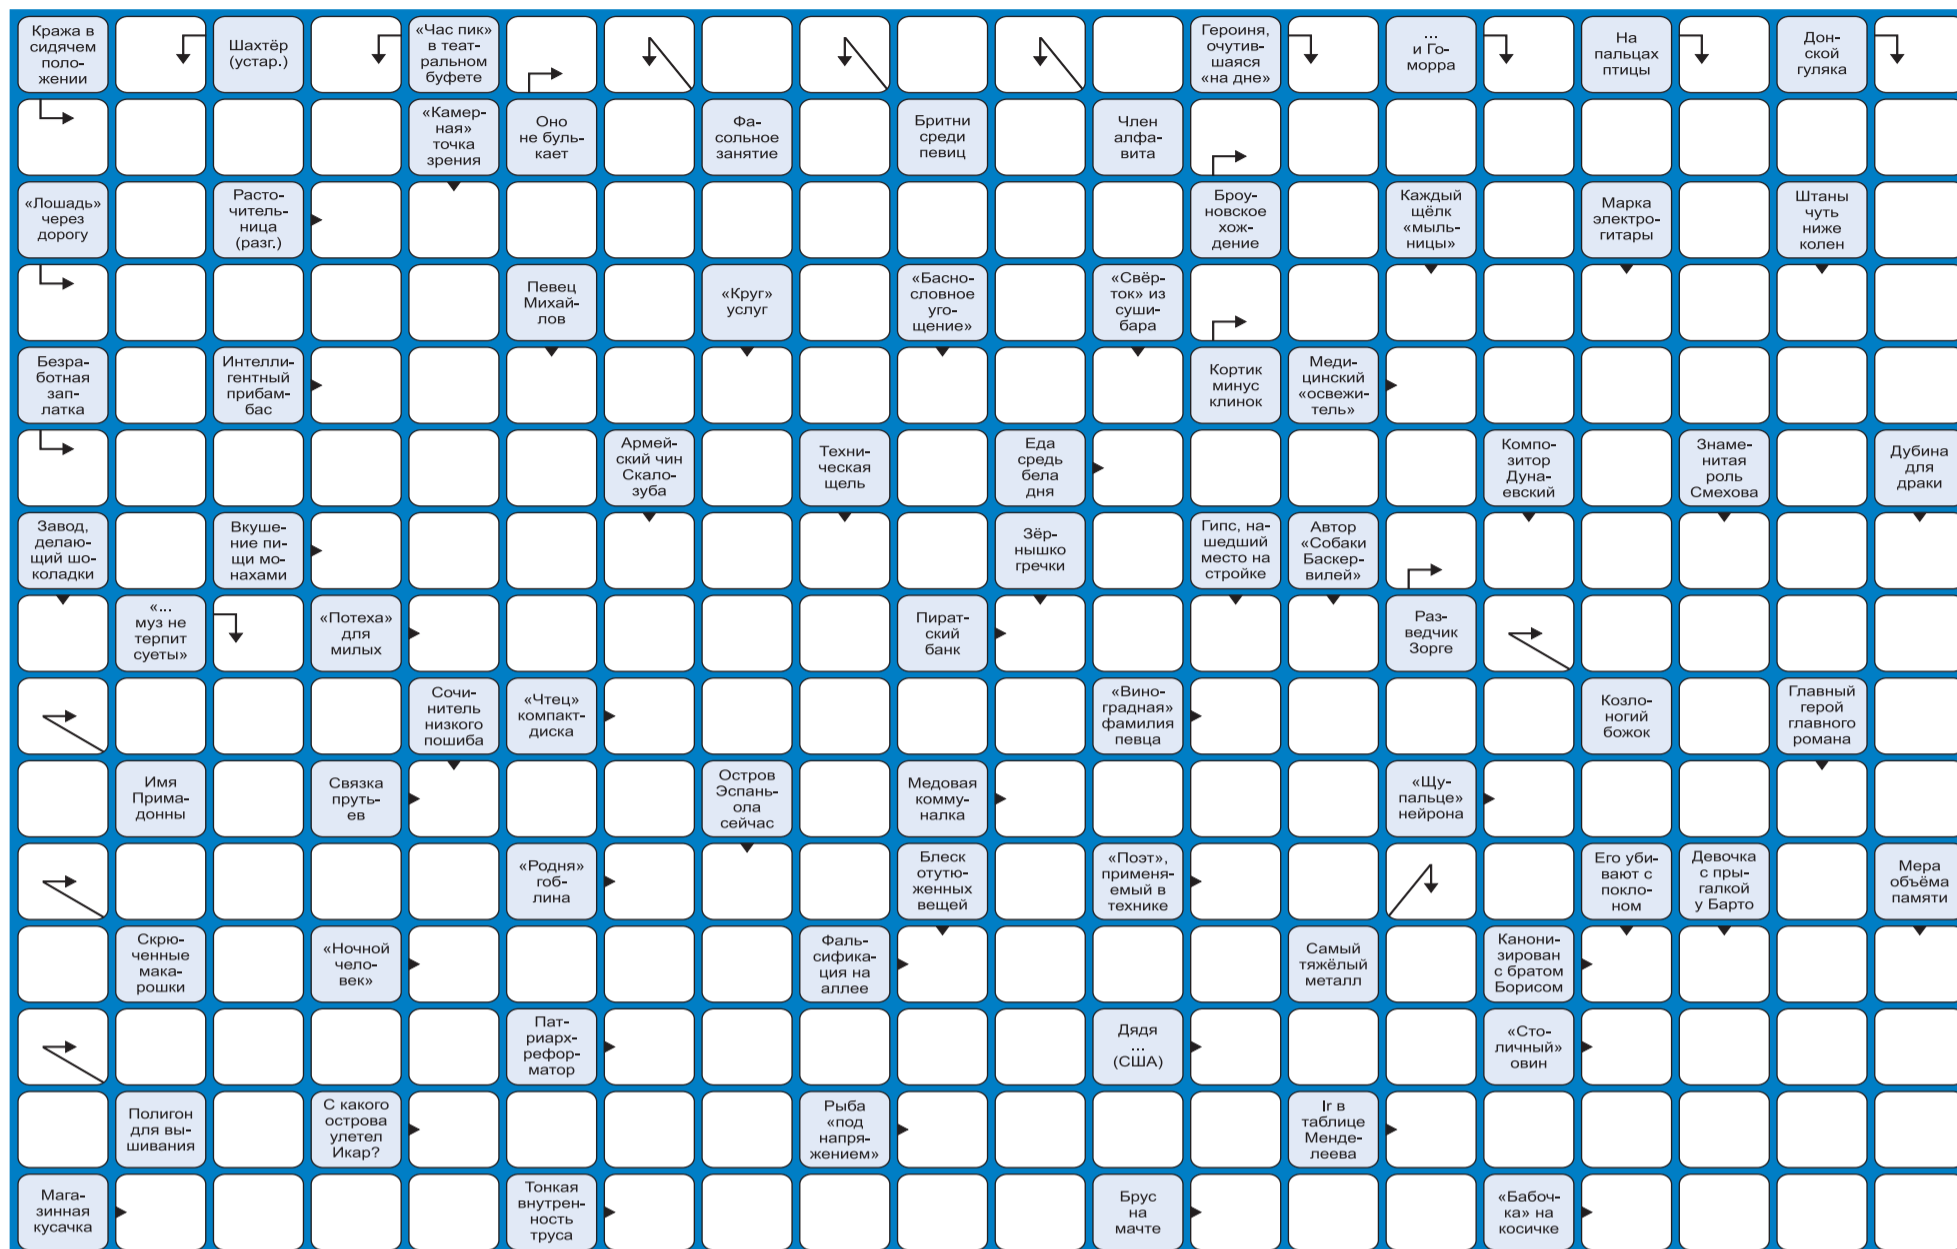 Кража в
сидячем
поло-
жении
Шахтёр
(устар.)
«Час пик»
в теат-
ральном
буфете
Героиня,
очутив-
шаяся
«на дне»
...
и Го-
морра
На
пальцах
птицы
Дон-
ской
гуляка
«Камер-
ная»
точка
зрения
Оно
не буль-
кает
Фа-
сольное
занятие
Бритни
среди
певиц
Член
алфа-
вита
«Лошадь»
через
дорогу
Расто-
читель-
ница
(разг.)
Броу-
новское
хож-
дение
Каждый
щёлк
«мыль-
ницы»
Марка
электро-
гитары
Штаны
чуть
ниже
колен
Певец
Михай-
лов
«Круг»
услуг
«Басно-
словное
уго-
щение»
«Свёр-
ток» из
суши-
бара
Безра-
ботная
зап-
латка
Интелли-
гентный
прибам-
бас
Кортик
минус
клинок
Меди-
цинский
«освежи-
тель»
Армей-
ский чин
Скало-
зуба
Техни-
ческая
щель
Еда
средь
бела
дня
Компо-
зитор
Дуна-
евский
Знаме-
нитая
роль
Смехова
Дубина
для
драки
Завод,
делаю-
щий шо-
коладки
Вкуше-
ние пи-
щи мо-
нахами
Зёр-
нышко
гречки
Гипс, на-
шедший
место на
стройке
Автор
«Собаки
Баскер-
вилей»
«...
муз не
терпит
суеты»
«Потеха»
для
милых
Пират-
ский
банк
Раз-
ведчик
Зорге
Сочи-
нитель
низкого
пошиба
«Чтец»
компакт-
диска
«Вино-
градная»
фамилия
певца
Козло-
ногий
божок
Главный
герой
главного
романа
Имя
Прима-
донны
Связка
пруть-
ев
Остров
Эспань-
ола
сейчас
Медовая
комму-
налка
«Щу-
пальце»
нейрона
«Родня»
гоб-
лина
Блеск
отутю-
женных
вещей
«Поэт»,
применя-
емый в
технике
Его уби-
вают с
покло-
ном
Девочка
с пры-
галкой
у Барто
Мера
объёма
памяти
Скрю-
ченные
мака-
рошки
«Ночной
чело-
век»
Фаль-
сифика-
ция на
аллее
Самый
тяжёлый
металл
Канони-
зирован
с братом
Борисом
Пат-
риарх-
рефор-
матор
Дядя
...
(США)
«Сто-
личный»
овин
Полигон
для вы-
шивания
С какого
острова
улетел
Икар?
Рыба
«под
напря-
жением»
Ir в
таблице
Менде-
леева
Мага-
зинная
кусачка
Тонкая
внутрен-
ность
труса
Брус
на
мачте
«Бабоч-
ка» на
косичке